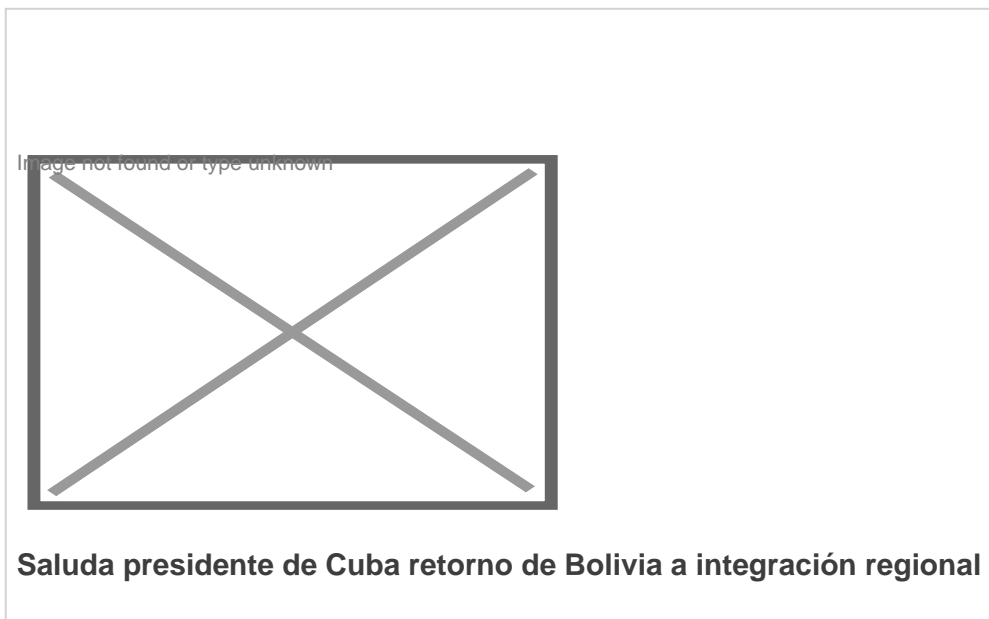 Image not found or type unknown
Saluda presidente de Cuba retorno de Bolivia a integración regional